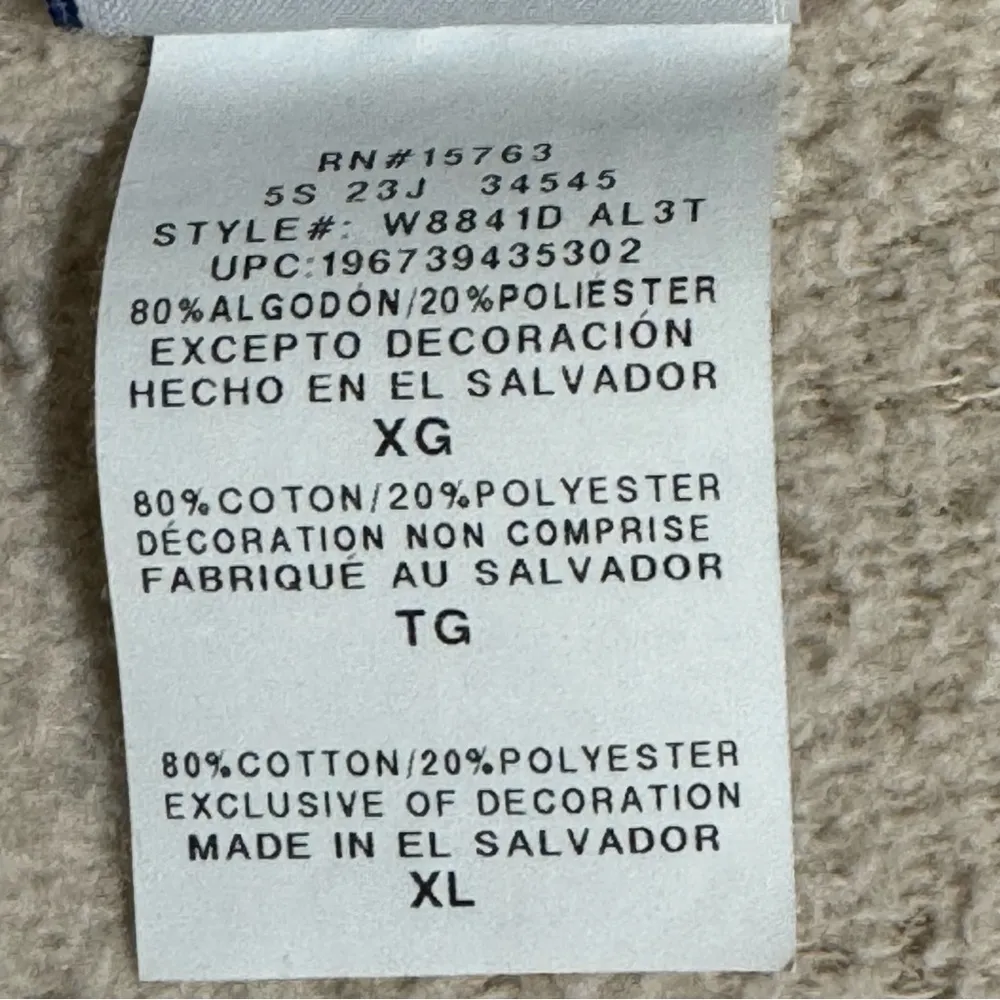 RN#15763
5S 23J 34545
STYLE#: W8841D AL3T
UPC:196739435302
80%ALGODÓN/20%POLIÉSTER
EXCEPTO DECORACIÓN
HECHO EN EL SALVADOR
XG
80%COTON/20%POLYESTER
DÉCORATION NON COMPRISE
FABRIQUÉ AU SALVADOR
TG
80%COTTON/20%POLYESTER
EXCLUSIVE OF DECORATION
MADE IN EL SALVADOR
XL